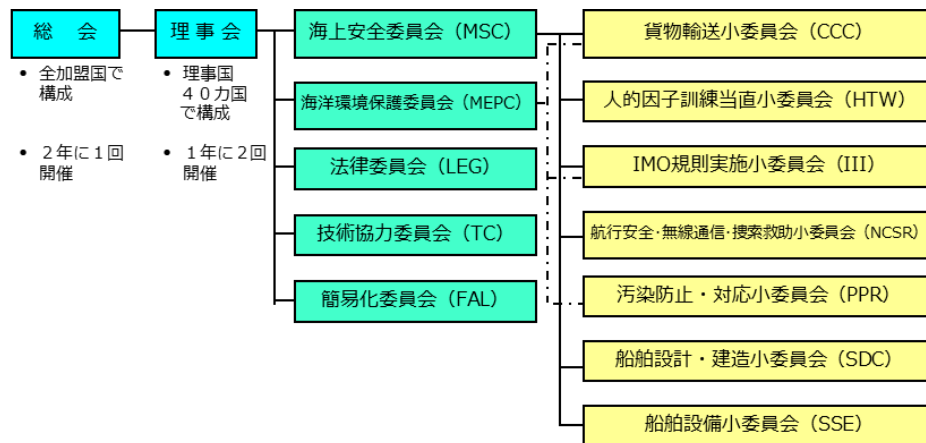 総　会
• 全加盟国で
構成
• ２年に１回
開催
理事会
• 理事国
４０カ国
で構成
• １年に２回
開催
海上安全委員会（MSC）
海洋環境保護委員会（MEPC）
法律委員会（LEG）
技術協力委員会（TC）
簡易化委員会（FAL）
貨物輸送小委員会（CCC）
人的因子訓練当直小委員会（HTW）
IMO規則実施小委員会（III）
航行安全･無線通信･捜索救助小委員会（NCSR）
汚染防止・対応小委員会（PPR）
船舶設計・建造小委員会（SDC）
船舶設備小委員会（SSE）